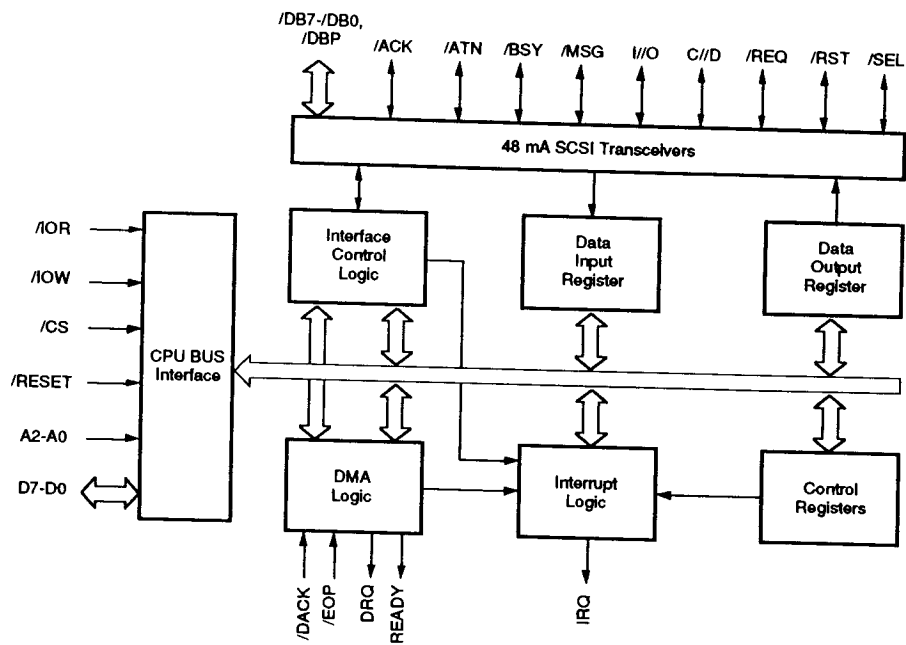 /DB7-/DB0,
/DBP
/ACK
/ATN
/BSY
/MSG
I//O
C//D
/REQ
/RST
/SEL
48 mA SCSI Transceivers
/IOR
/IOW
/CS
/RESET
A2-A0
D7-D0
CPU BUS
Interface
Interface
Control
Logic
Data
Input
Register
Data
Output
Register
DMA
Logic
Interrupt
Logic
Control
Registers
/DACK
/EOP
DRQ
READY
IRQ